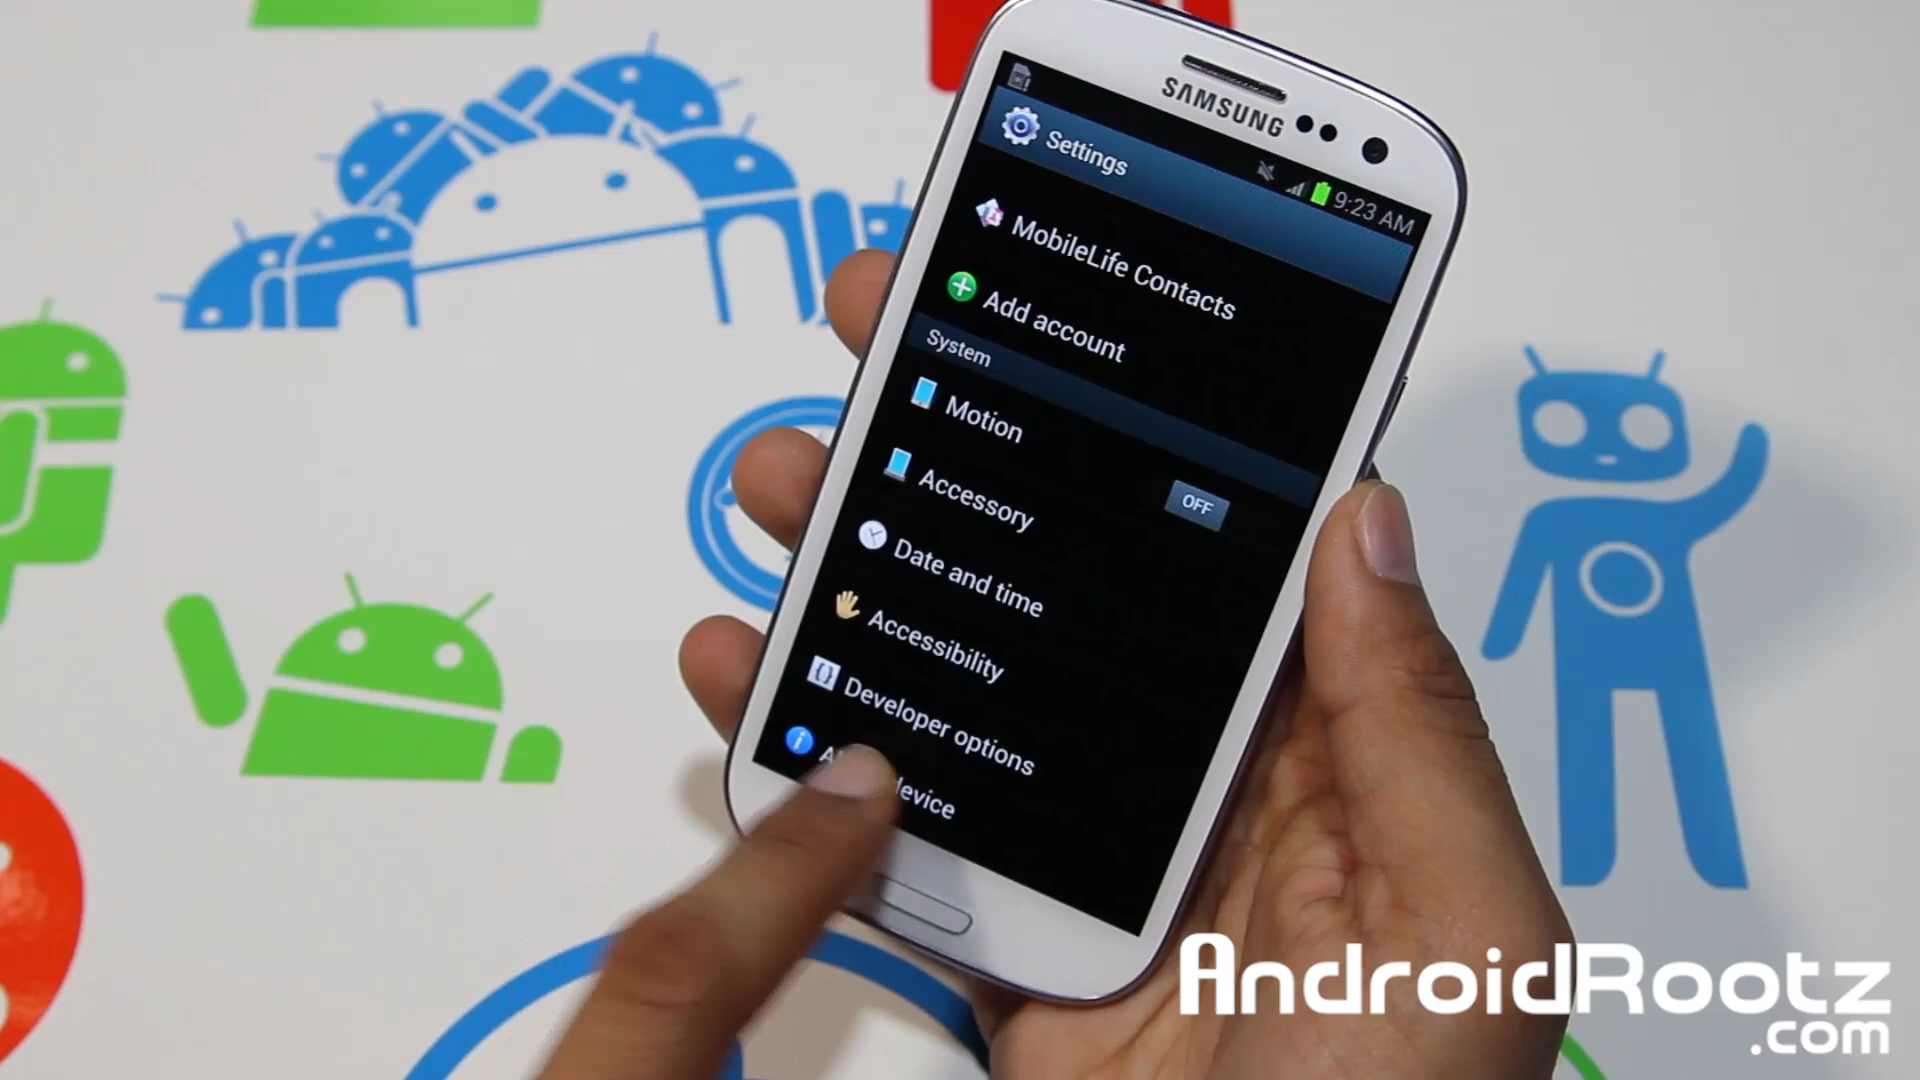 SAMSUNG
9:23 AM
Settings
MobileLife Contacts
Add account
System
Motion
OFF
Accessory
Date and time
Accessibility
Developer options
device
AndroidRootz
.com